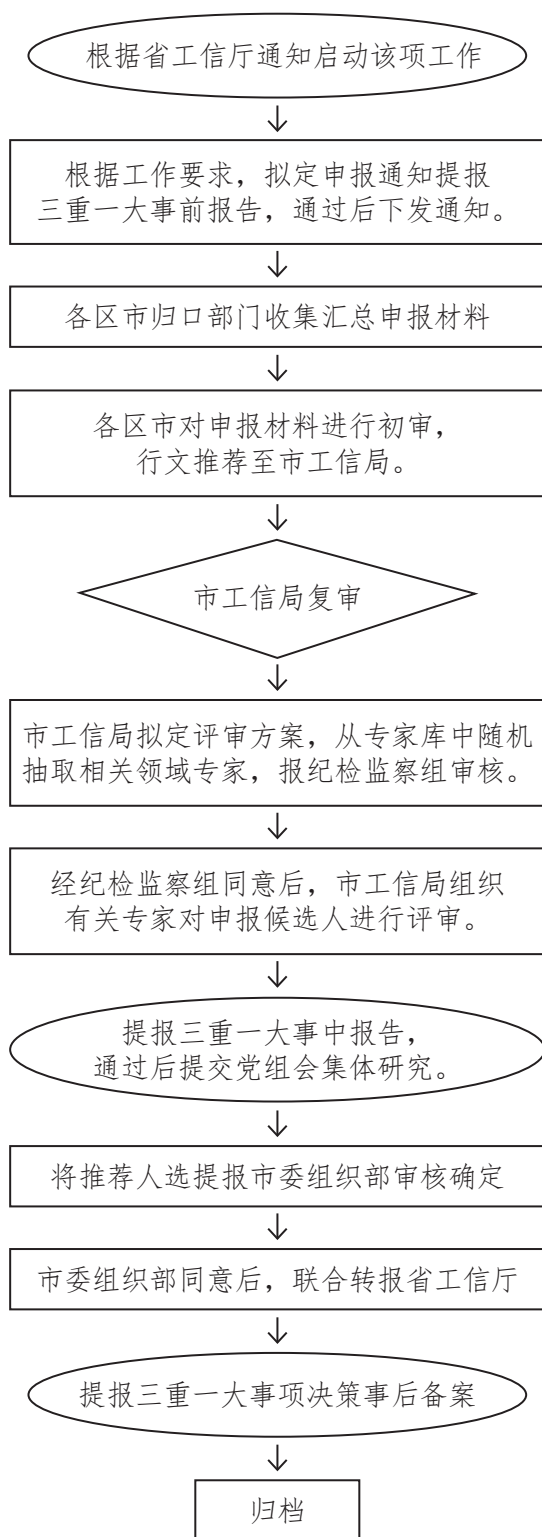 根据省工信厅通知启动该项工作
根据工作要求，拟定申报通知提报
三重一大事前报告，通过后下发通知。
各区市归口部门收集汇总申报材料
各区市对申报材料进行初审，
行文推荐至市工信局。
市工信局复审
市工信局拟定评审方案，从专家库中随机
抽取相关领域专家，报纪检监察组审核。
经纪检监察组同意后，市工信局组织
有关专家对申报候选人进行评审。
提报三重一大事中报告，
通过后提交党组会集体研究。
将推荐人选提报市委组织部审核确定
市委组织部同意后，联合转报省工信厅
提报三重一大事项决策事后备案
归档